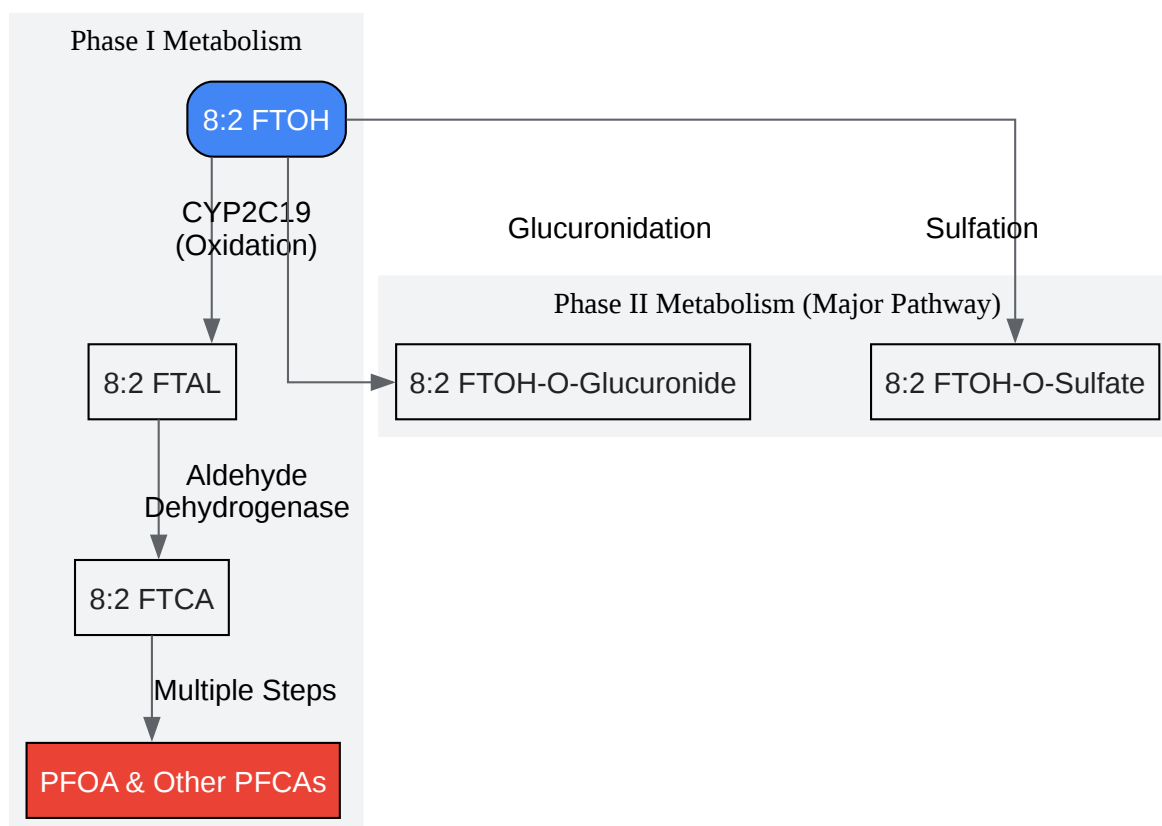 Phase I Metabolism
8:2 FTOH
CYP2C19
(Oxidation)
Glucuronidation
Sulfation
Phase II Metabolism (Major Pathway)
8:2 FTAL
8:2 FTOH-O-Glucuronide
8:2 FTOH-O-Sulfate
Aldehyde
Dehydrogenase
8:2 FTCA
Multiple Steps
PFOA & Other PFCAs